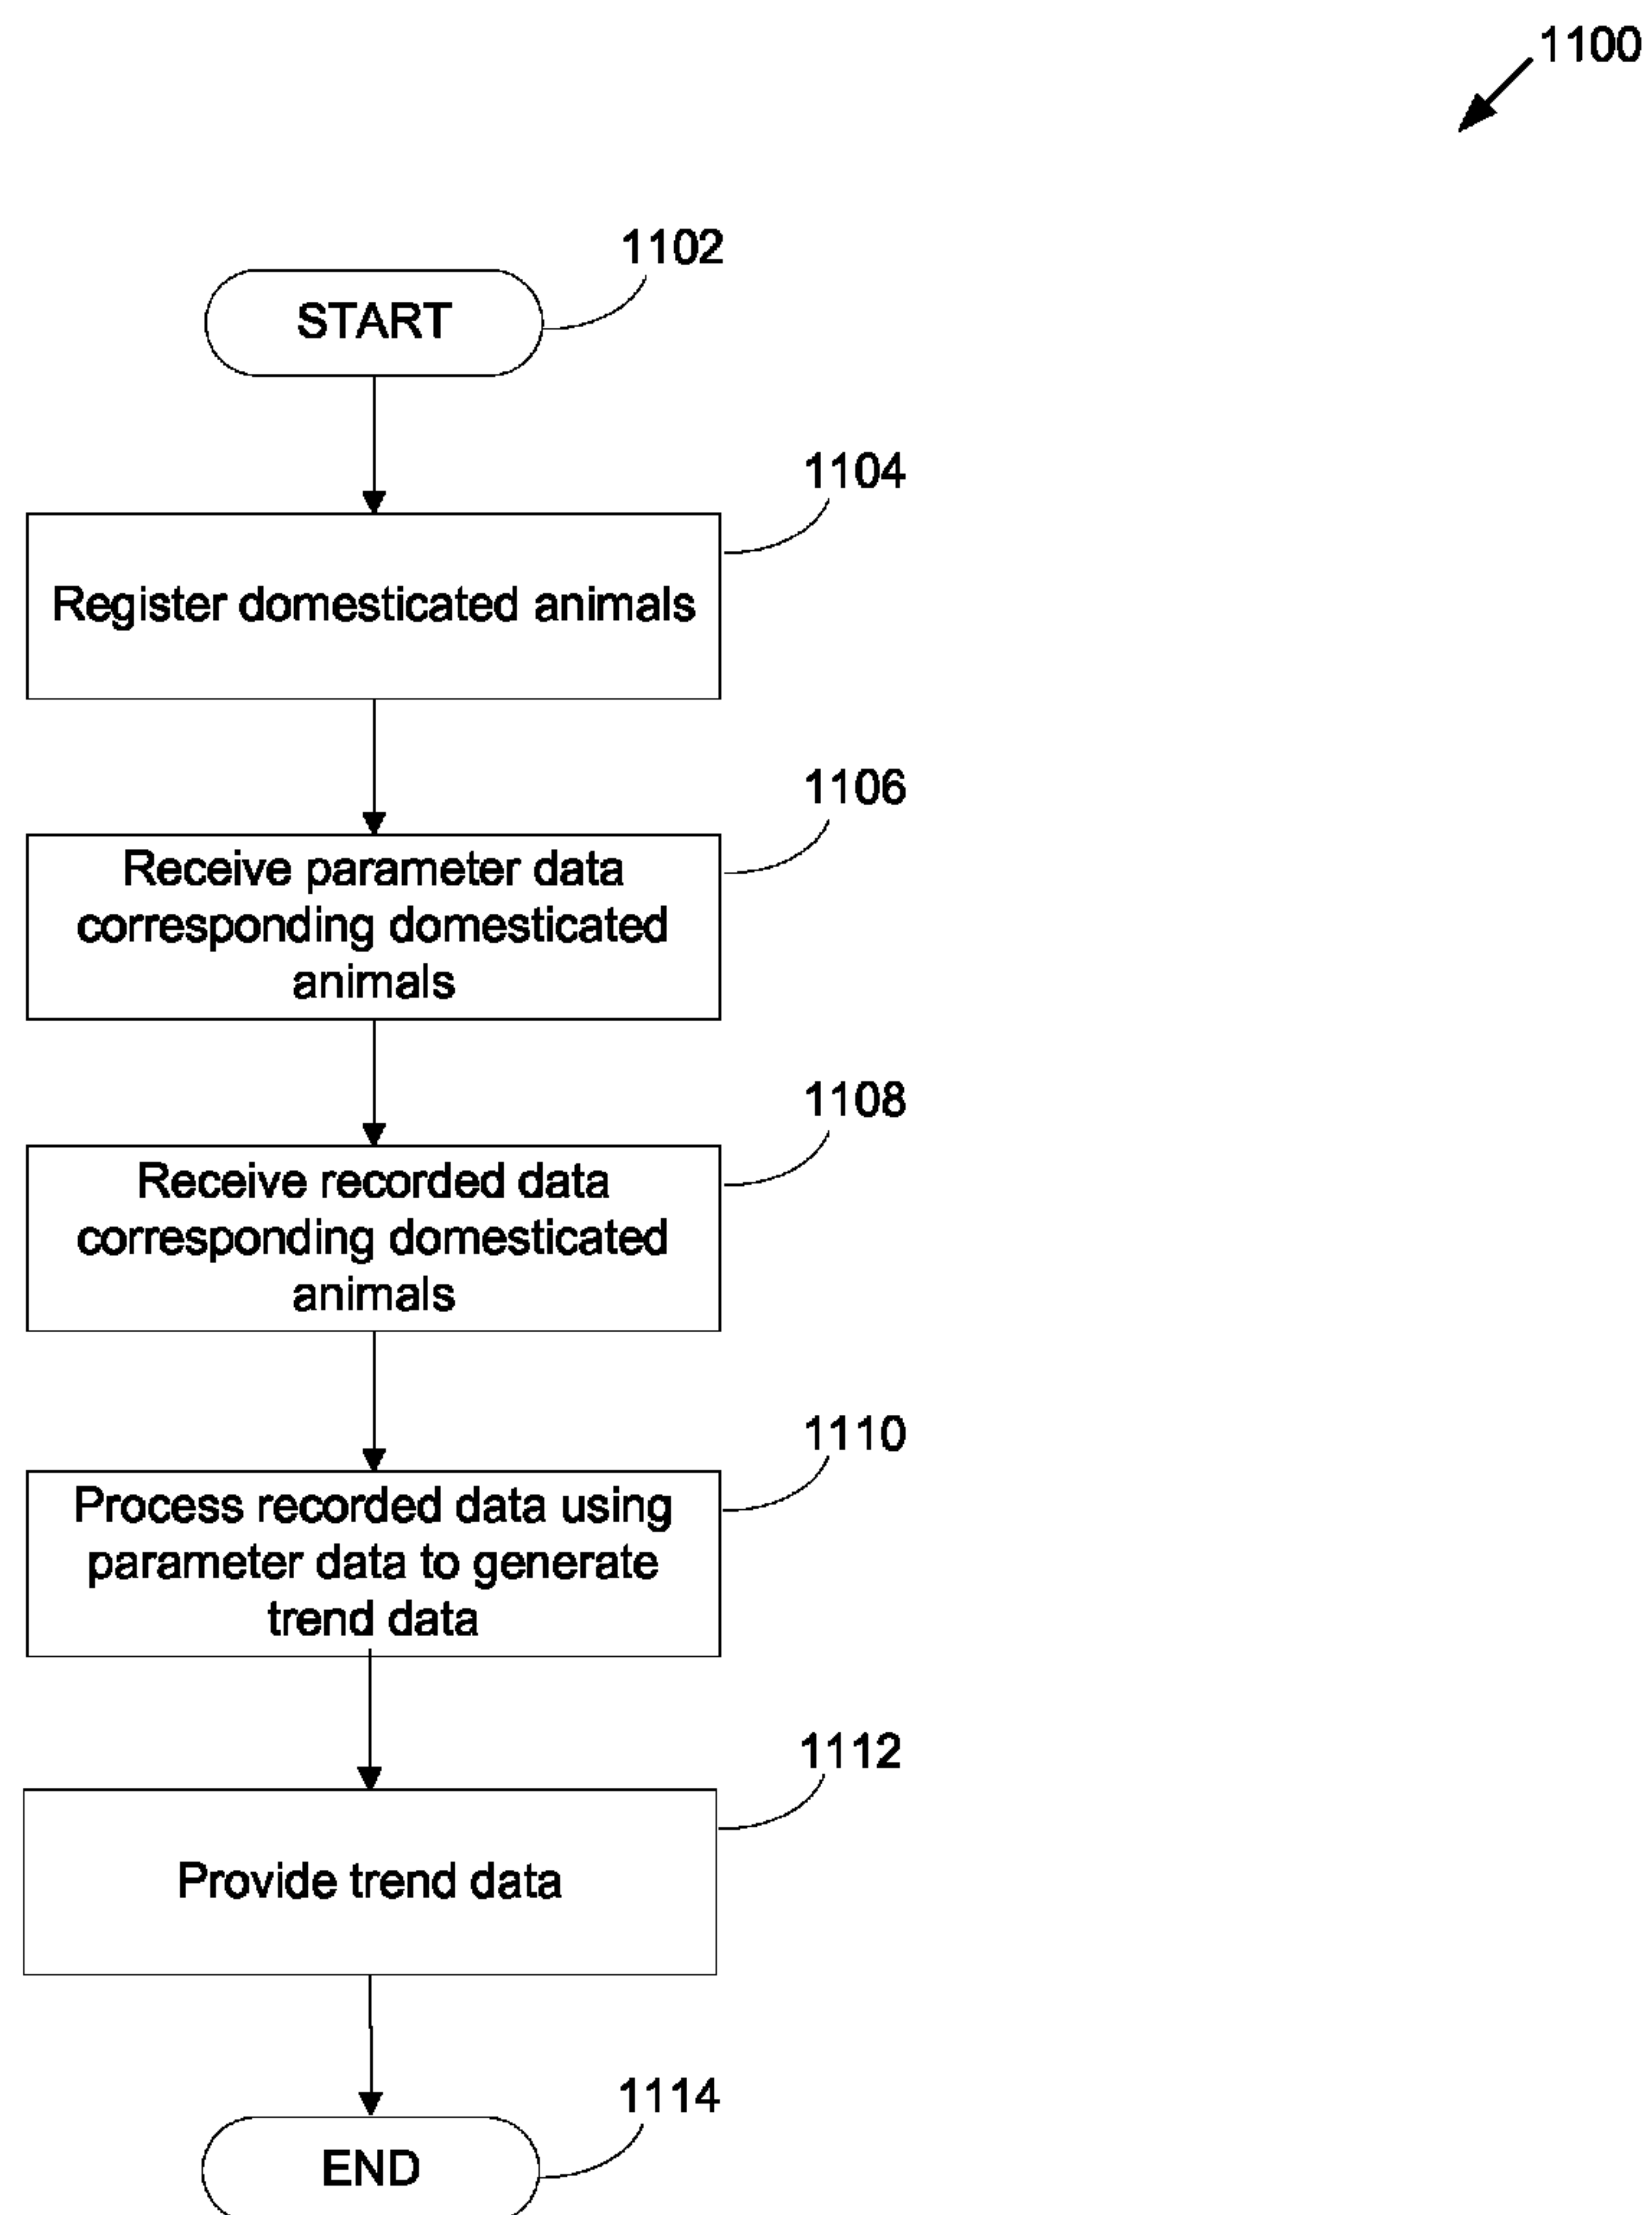 1100
1102
START
1104
Register domesticated animals
1106
Receive parameter data
corresponding domesticated
animals
1108
Receive recorded data
corresponding domesticated
animals
1110
Process recorded data using
parameter data to generate
trend data
1112
Provide trend data
1114
END